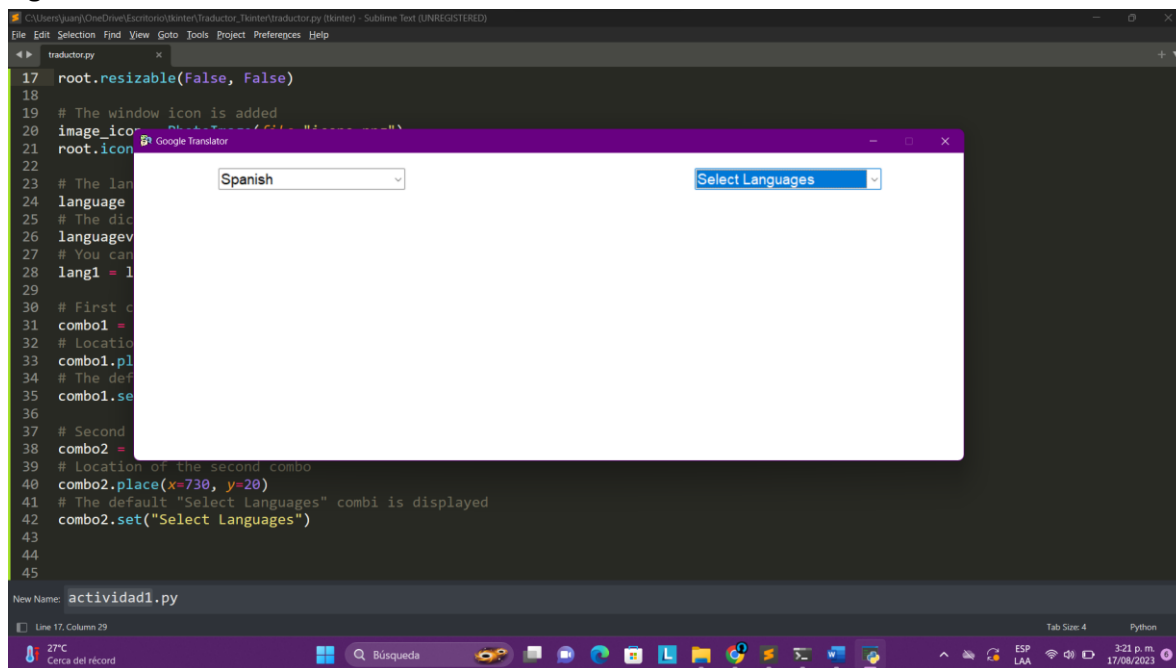 C:\Users\juanj\OneDrive\Escritorio\tkinter\Traductor_Tkinter\traductor.py (tkinter) - Sublime Text (UNREGISTERED)
File Edit Selection Find View Goto Tools Project Preferences Help
traductor.py
17 root.resizable(False, False)
18
19 # The window icon is added
20 image_ico
21 root.icon
22
23 # The lan
24 language
25 # The dic
26 languagev
27 # You can
28 lang1 = l
29
30 # First c
31 combo1 =
32 # Locatio
33 combo1.pl
34 # The def
35 combo1.se
36
37 # Second
38 combo2 =
39 # Location of the second combo
40 combo2.place(x=730, y=20)
41 # The default "Select Languages" combi is displayed
42 combo2.set("Select Languages")
43
44
45
Google Translator
Spanish
Select Languages
New Name: actividad1.py
Line 17, Column 29
Tab Size: 4 Python
27°C
Cerca del récord
Búsqueda
ESP
LAA
3:21 p. m.
17/08/2023